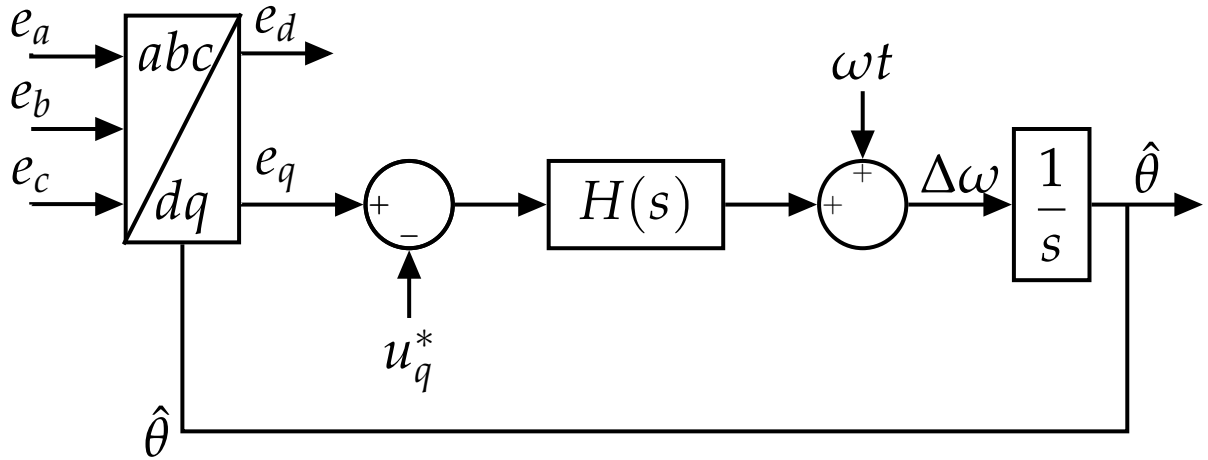 e_a
e_b
e_c
abc
dq
e_d
e_q
+
−
u_q^*
H(s)
ωt
+
+
Δω
1
s
θ̂
θ̂